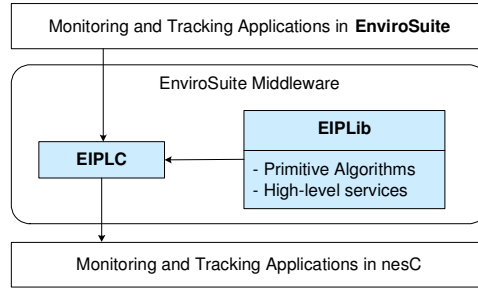 Monitoring and Tracking Applications in EnviroSuite
EnviroSuite Middleware
EIPLib
EIPLC
- Primitive Algorithms
- High-level services
Monitoring and Tracking Applications in nesC